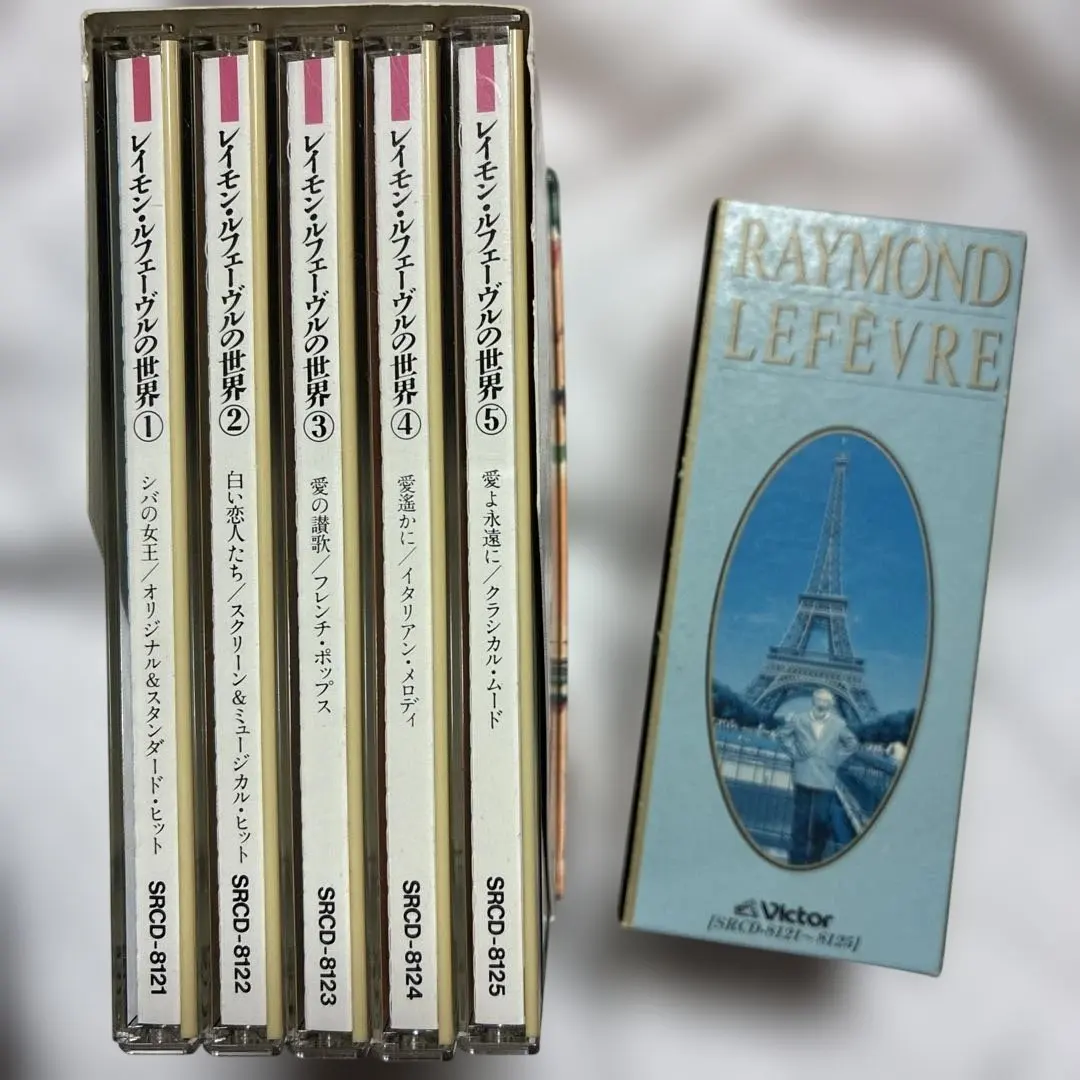 レイモン・ルフェーヴルの世界①
シバの女王/オリジナル&スタンダード・ヒット
SRCD-8121
レイモン・ルフェーヴルの世界②
白い恋人たち/スクリーン&ミュージカル・ヒット
SRCD-8122
レイモン・ルフェーヴルの世界③
愛の讃歌/フレンチ・ポップス
SRCD-8123
レイモン・ルフェーヴルの世界④
愛遥かに/イタリアン・メロディ
SRCD-8124
レイモン・ルフェーヴルの世界⑤
愛よ永遠に/クラシカル・ムード
SRCD-8125
RAYMOND
LEFÈVRE
Victor
[SRCD-8121~8125]